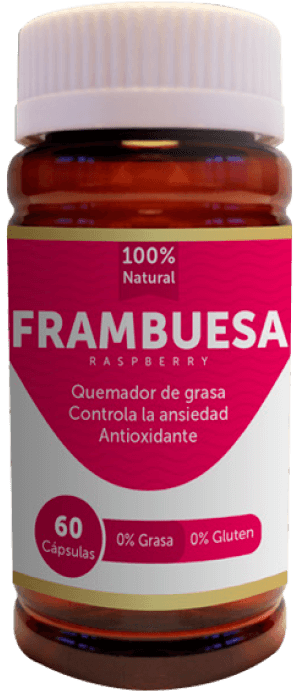 100%
Natural
FRAMBUESA
RASPBERRY
Quemador de grasa
Controla la ansiedad
Antioxidante
60
Cápsulas
0% Grasa
0% Gluten